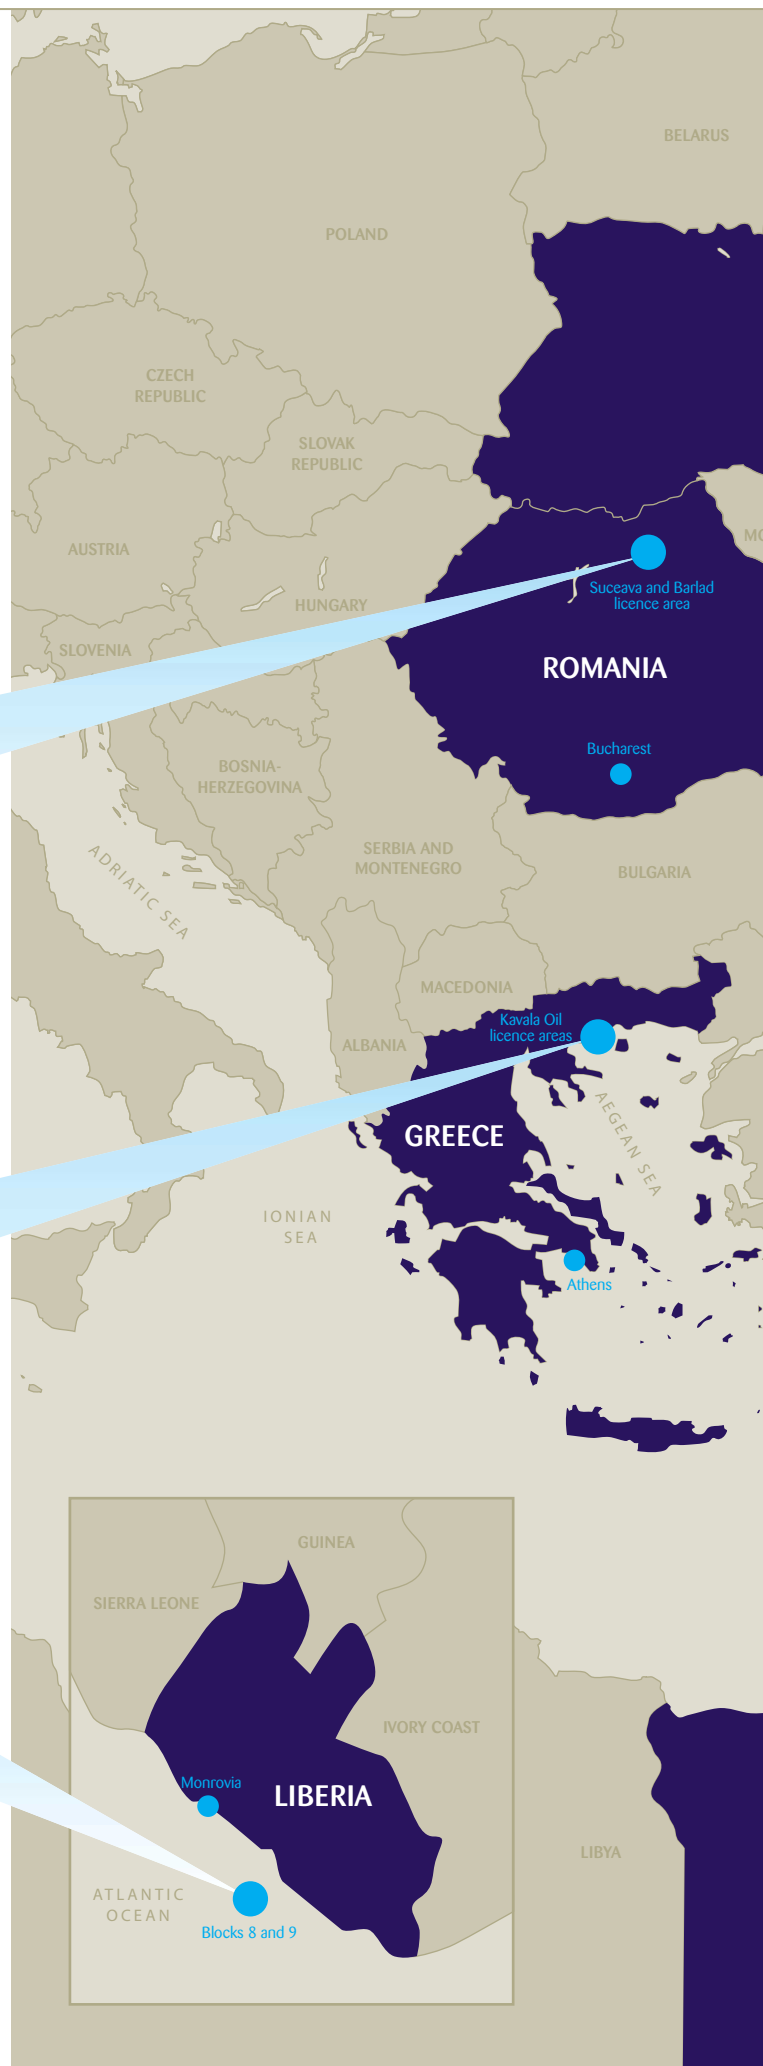 BELARUS
POLAND
CZECH
REPUBLIC
SLOVAK
REPUBLIC
AUSTRIA
HUNGARY
Suceava and Barlad
licence area
SLOVENIA
ROMANIA
Bucharest
BOSNIA-
HERZEGOVINA
SERBIA AND
MONTENEGRO
BULGARIA
ADRIATIC SEA
MACEDONIA
Kavala Oil
licence areas
ALBANIA
AEGEAN SEA
GREECE
IONIAN
SEA
Athens
GUINEA
SIERRA LEONE
IVORY COAST
Monrovia
LIBERIA
LIBYA
ATLANTIC
OCEAN
Blocks 8 and 9